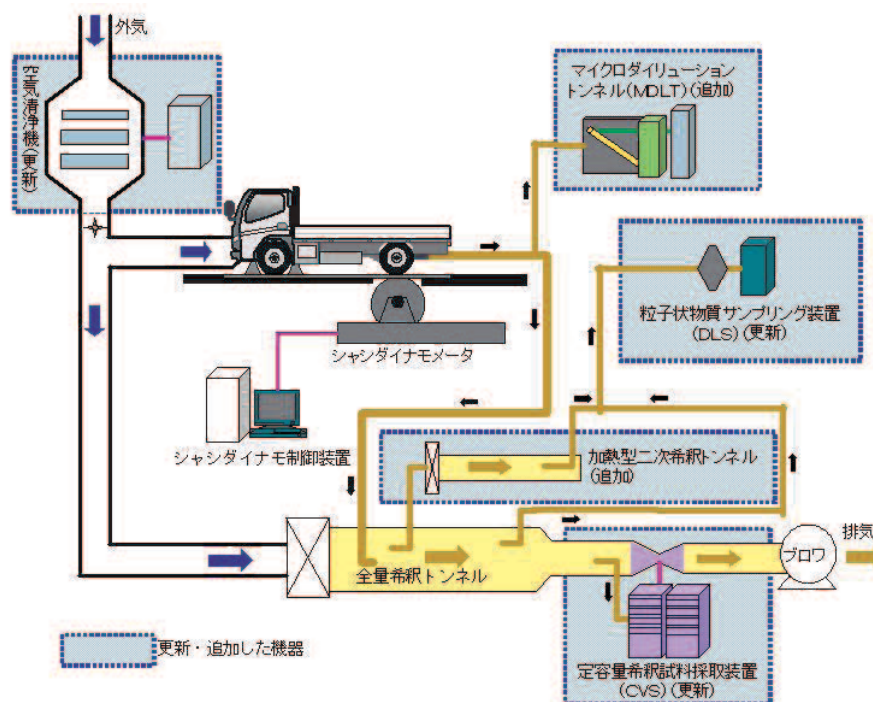 外気
空気清浄機(更新)
マイクロダイリューション
トンネル(MDLT)(追加)
粒子状物質サンプリング装置
(DLS)(更新)
シャシダイナモメータ
シャシダイナモ制御装置
加熱型二次希釈トンネル
(追加)
全量希釈トンネル
ブロワ
排気
更新・追加した機器
定容量希釈試料採取装置
(CVS)(更新)